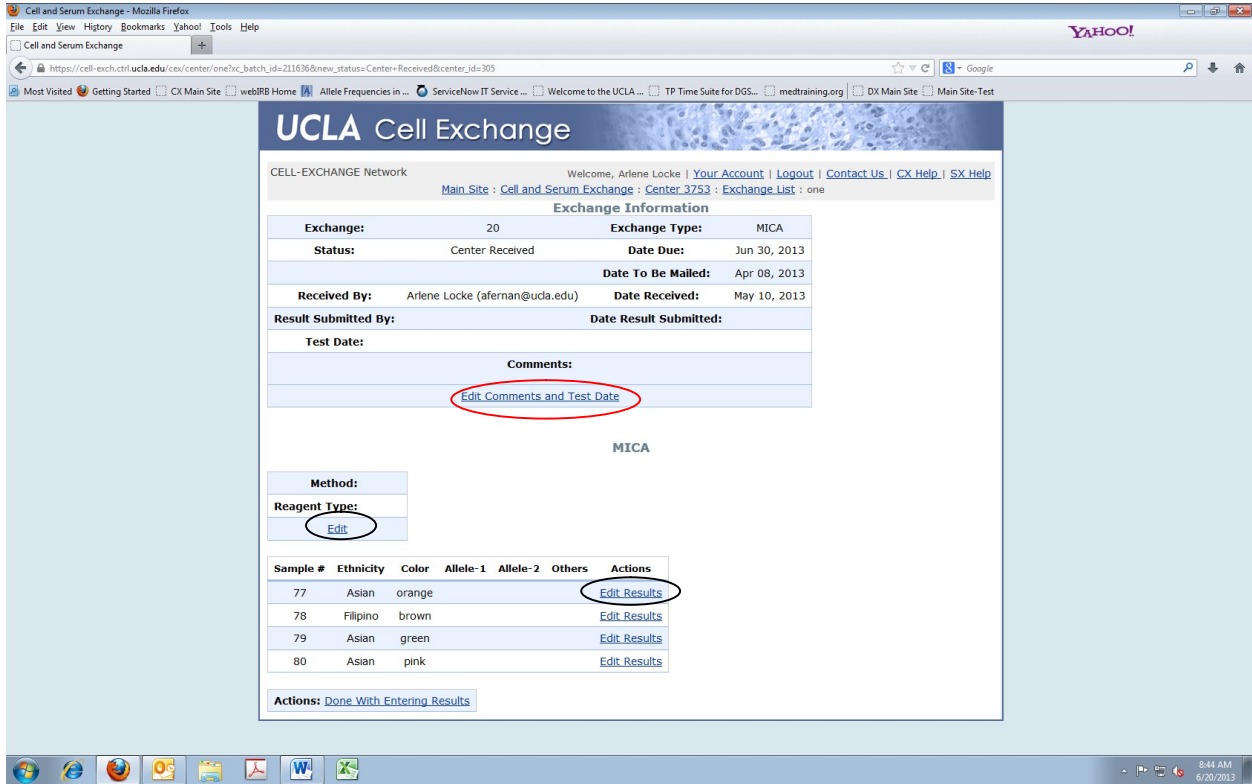 Cell and Serum Exchange - Mozilla Firefox
File Edit View History Bookmarks Yahoo! Tools Help
YAHOO!
Cell and Serum Exchange +
https://cell-exch.ctrl.ucla.edu/cex/center/one?xc_batch_id=211636&new_status=Center+Received&center_id=305
Google
Most Visited Getting Started CX Main Site webIRB Home Allele Frequencies in ... ServiceNow IT Service ... Welcome to the UCLA ... TP Time Suite for DGS... medtraining.org DX Main Site Main Site-Test
UCLA Cell Exchange
CELL-EXCHANGE Network
Welcome, Arlene Locke | Your Account | Logout | Contact Us | CX Help | SX Help
Main Site : Cell and Serum Exchange : Center 3753 : Exchange List : one
Exchange Information
Exchange: 20 Exchange Type: MICA
Status: Center Received Date Due: Jun 30, 2013
Date To Be Mailed: Apr 08, 2013
Received By: Arlene Locke (afernan@ucla.edu) Date Received: May 10, 2013
Result Submitted By: Date Result Submitted:
Test Date:
Comments:
Edit Comments and Test Date
MICA
Method:
Reagent Type:
Edit
Sample # Ethnicity Color Allele-1 Allele-2 Others Actions
77 Asian orange Edit Results
78 Filipino brown Edit Results
79 Asian green Edit Results
80 Asian pink Edit Results
Actions: Done With Entering Results
8:44 AM
6/20/2013